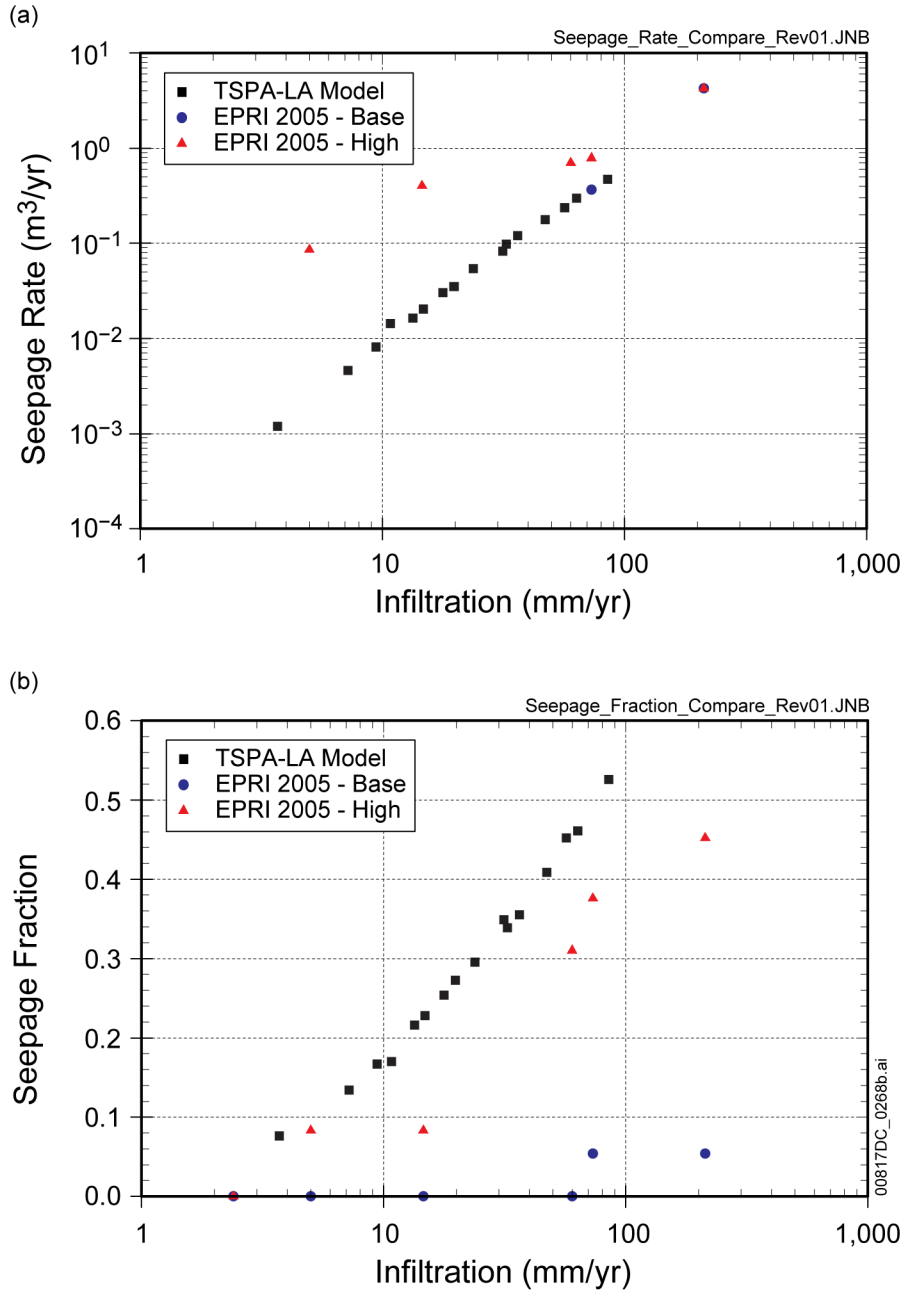 (a)
Seepage_Rate_Compare_Rev01.JNB
TSPA-LA Model
EPRI 2005 - Base
EPRI 2005 - High
Seepage Rate (m³/yr)
10¹
10⁰
10⁻¹
10⁻²
10⁻³
10⁻⁴
1 10 100 1,000
Infiltration (mm/yr)
(b)
Seepage_Fraction_Compare_Rev01.JNB
TSPA-LA Model
EPRI 2005 - Base
EPRI 2005 - High
Seepage Fraction
0.6
0.5
0.4
0.3
0.2
0.1
0.0
1 10 100 1,000
Infiltration (mm/yr)
00817DC_0268b.ai